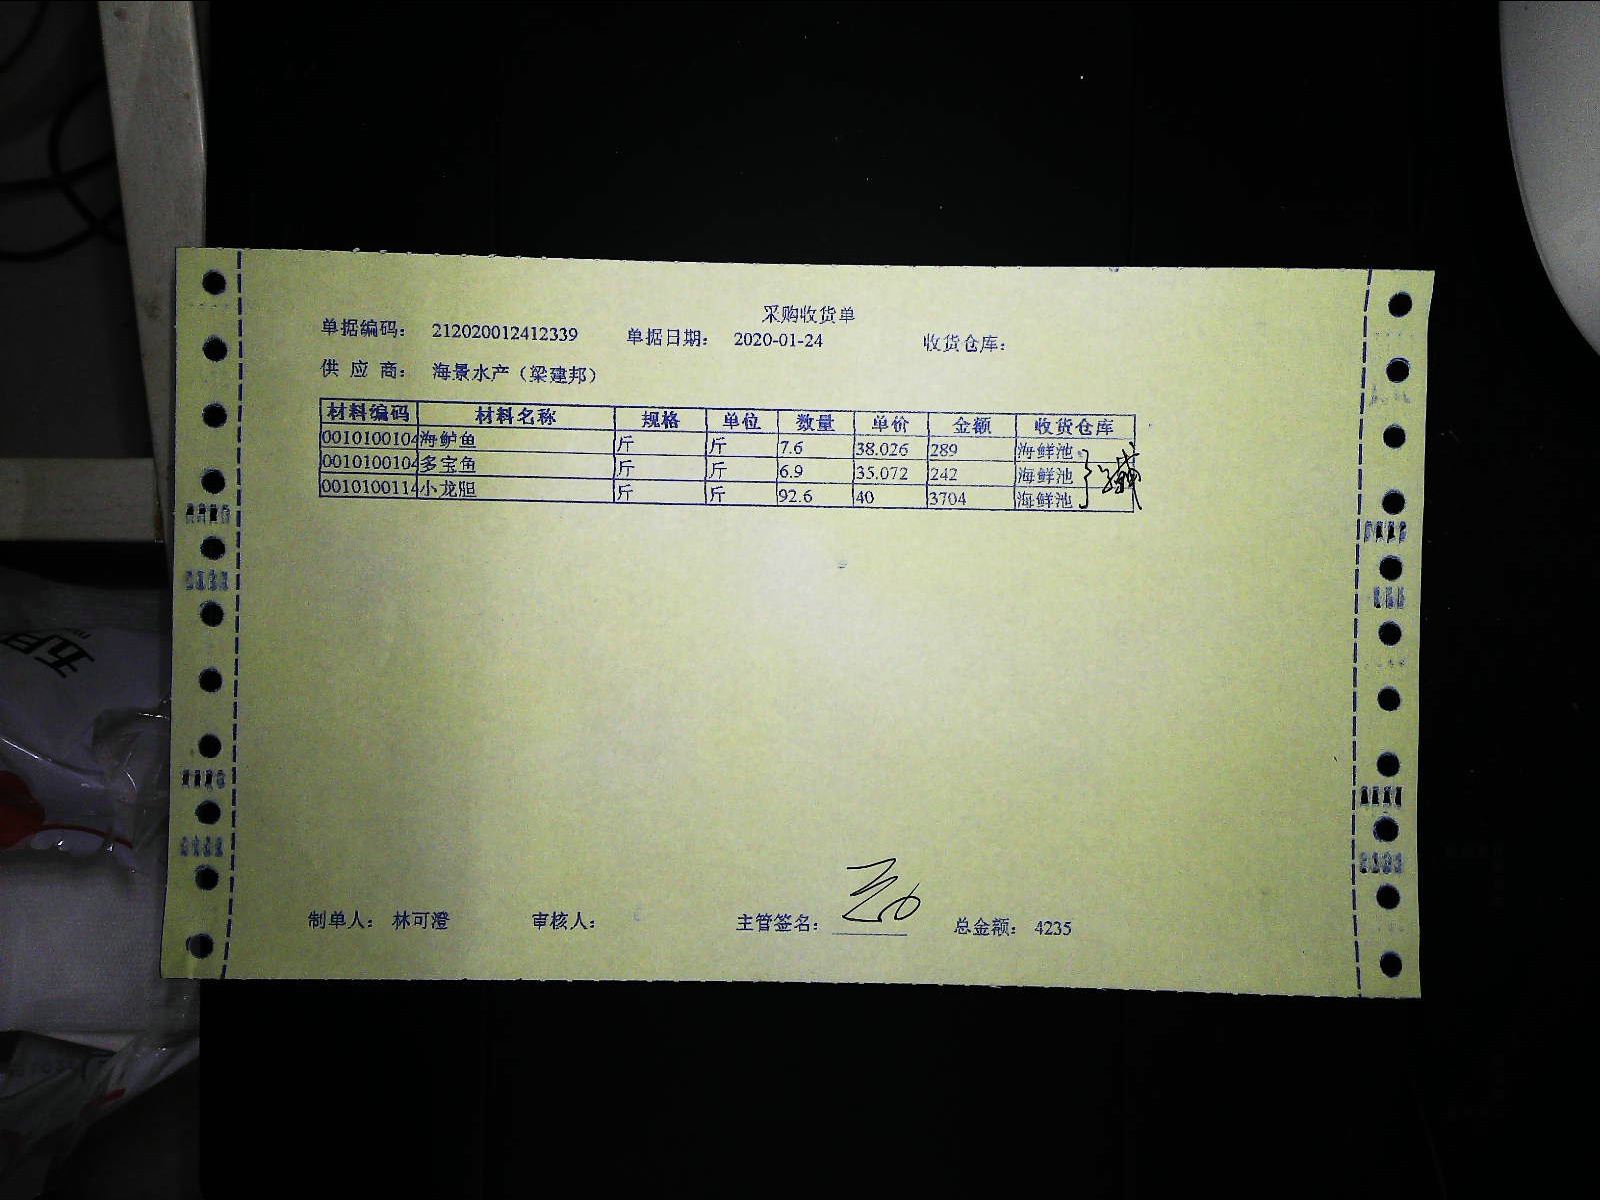 采购收货单
单据编码： 212020012412339 单据日期： 2020-01-24 收货仓库：
供 应 商： 海景水产（梁建邦）
材料编码 材料名称 规格 单位 数量 单价 金额 收货仓库
0010100104 海鲈鱼 斤 斤 7.6 38.026 289 海鲜池
0010100104 多宝鱼 斤 斤 6.9 35.072 242 海鲜池
0010100114 小龙胆 斤 斤 92.6 40 3704 海鲜池
制单人： 林可澄 审核人： 主管签名： 总金额： 4235
五月